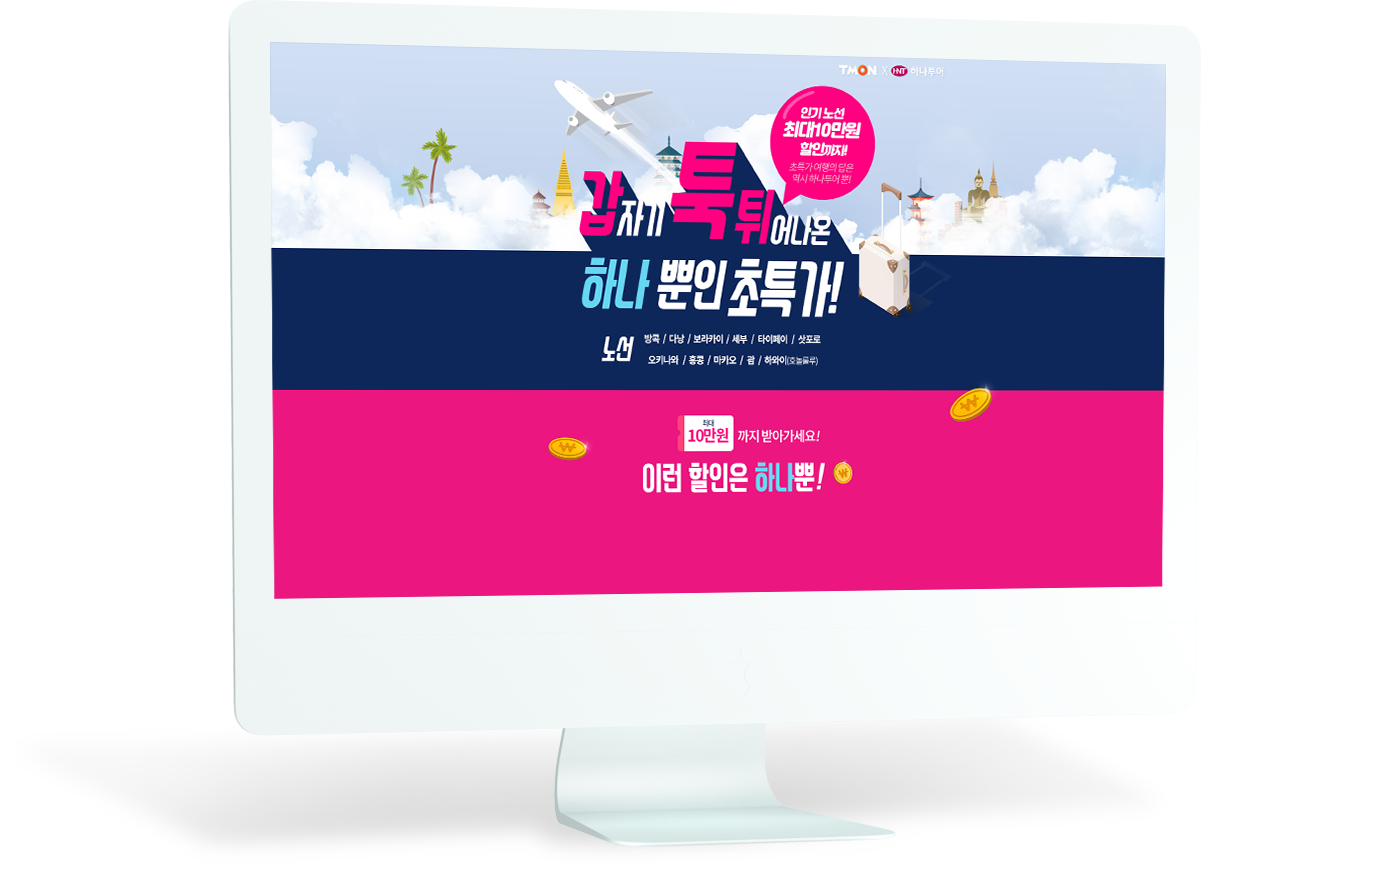 TMON X HNT 하나투어
인기 노선
최대10만원
할인까지!
초특가 여행의 답은
역시 하나투어 뿐!
갑자기 툭 튀어나온
하나 뿐인 초특가!
노선
방콕 / 다낭 / 보라카이 / 세부 / 타이페이 / 삿포로
오키나와 / 홍콩 / 마카오 / 괌 / 하와이(호놀룰루)
최대
10만원 까지 받아가세요!
이런 할인은 하나뿐!